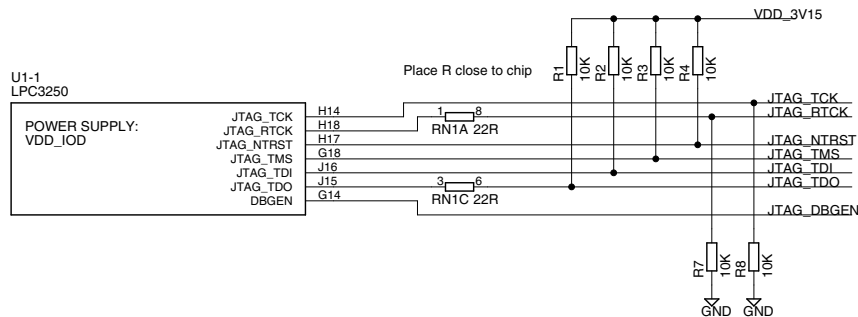 VDD_3V15
R1 10K
R2 10K
R3 10K
R4 10K
U1-1
LPC3250
Place R close to chip
POWER SUPPLY:
VDD_IOD
JTAG_TCK H14 JTAG_TCK
JTAG_RTCK H18 1 8 JTAG_RTCK
RN1A 22R
JTAG_NTRST H17 JTAG_NTRST
JTAG_TMS G18 JTAG_TMS
JTAG_TDI J16 JTAG_TDI
JTAG_TDO J15 3 6 JTAG_TDO
RN1C 22R
DBGEN G14 JTAG_DBGEN
R7 10K
R8 10K
GND GND